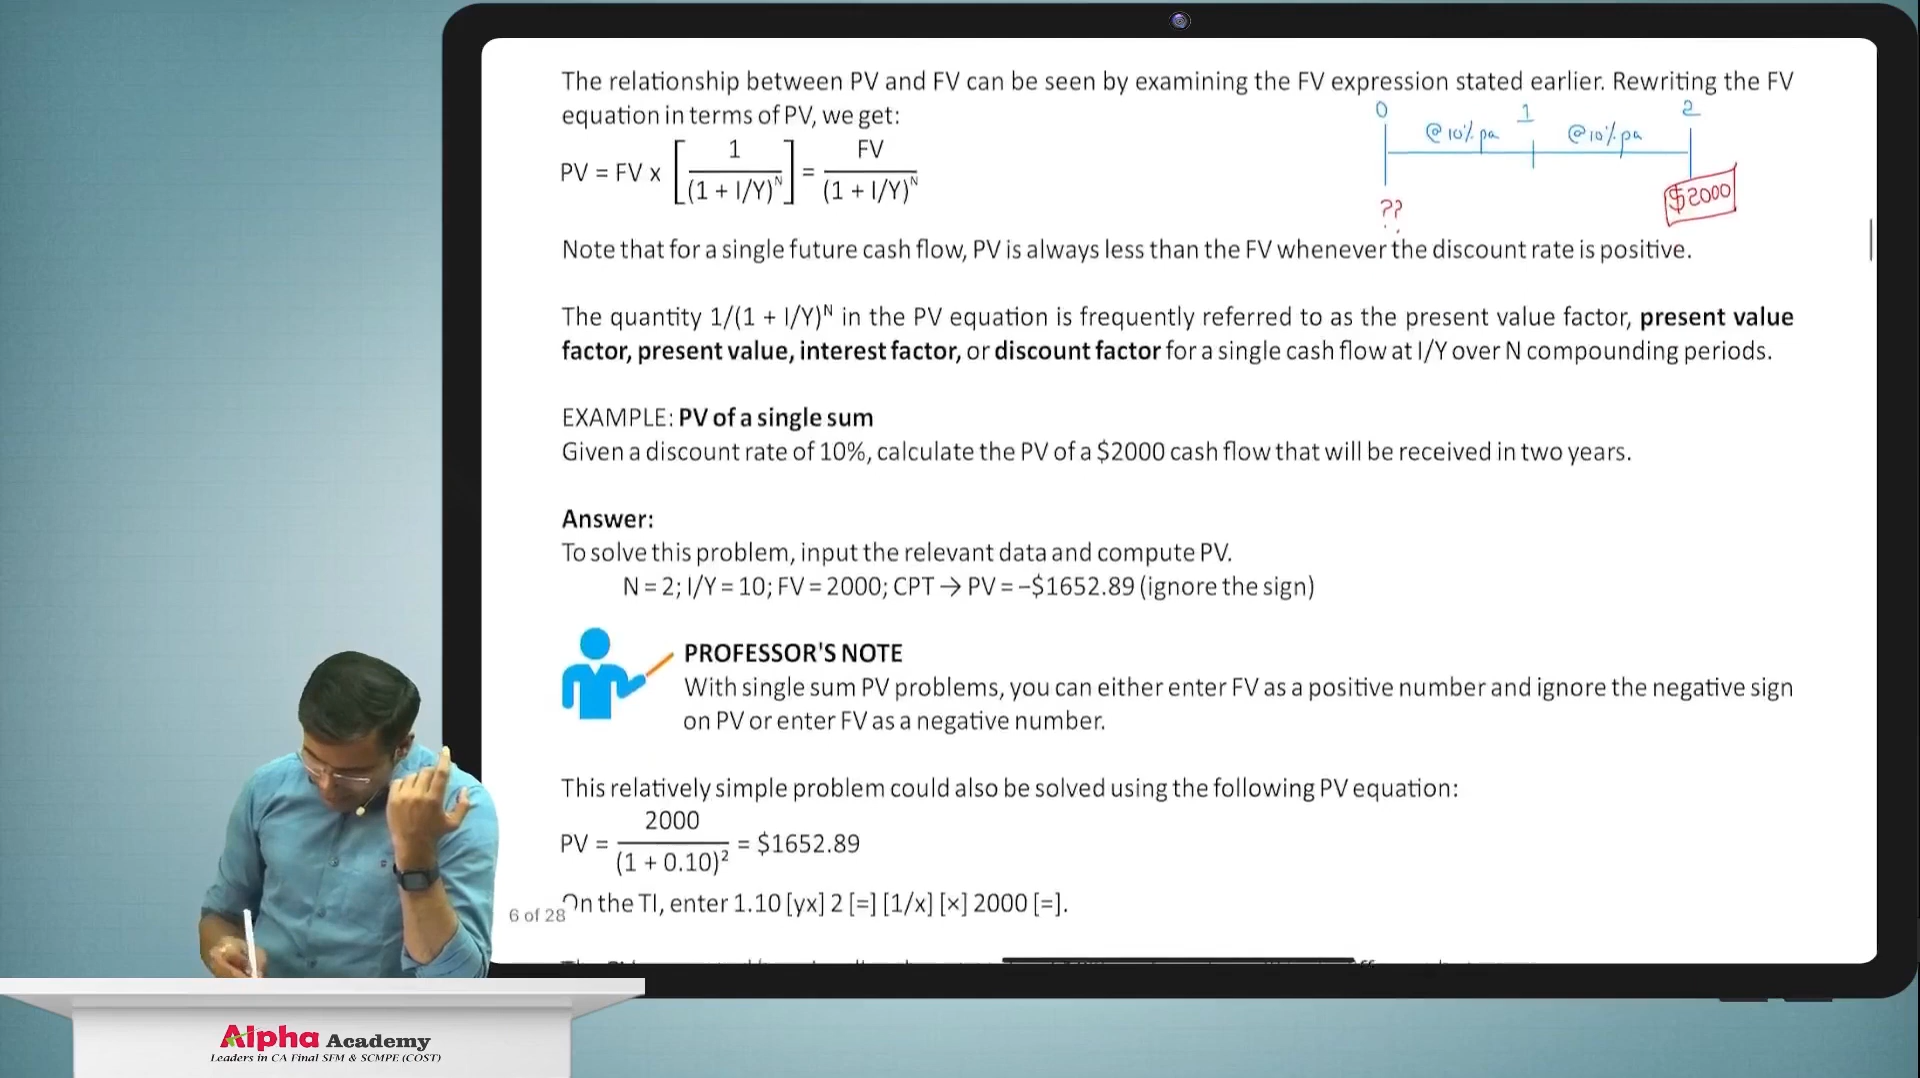 The relationship between PV and FV can be seen by examining the FV expression stated earlier. Rewriting the FV
equation in terms of PV, we get:
0 1 2
@ 10% pa @ 10% pa
PV = FV x [1 / (1 + I/Y)^N] = FV / (1 + I/Y)^N
$2000
??
Note that for a single future cash flow, PV is always less than the FV whenever the discount rate is positive.
The quantity 1/(1 + I/Y)^N in the PV equation is frequently referred to as the present value factor, present value
factor, present value, interest factor, or discount factor for a single cash flow at I/Y over N compounding periods.
EXAMPLE: PV of a single sum
Given a discount rate of 10%, calculate the PV of a $2000 cash flow that will be received in two years.
Answer:
To solve this problem, input the relevant data and compute PV.
N = 2; I/Y = 10; FV = 2000; CPT → PV = –$1652.89 (ignore the sign)
PROFESSOR'S NOTE
With single sum PV problems, you can either enter FV as a positive number and ignore the negative sign
on PV or enter FV as a negative number.
This relatively simple problem could also be solved using the following PV equation:
PV = 2000 / (1 + 0.10)² = $1652.89
On the TI, enter 1.10 [yx] 2 [=] [1/x] [×] 2000 [=].
6 of 28
Alpha Academy
Leaders in CA Final SFM & SCMPE (COST)